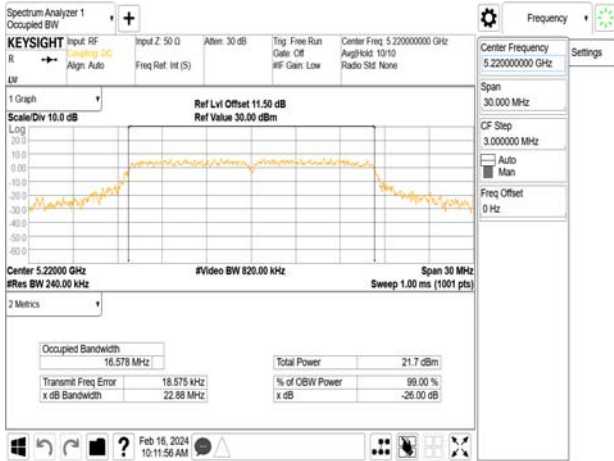 Spectrum Analyzer 1
Occupied BW
KEYSIGHT
R
Input: RF
Coupling: DC
Align: Auto
Input Z: 50 Ω
Freq Ref: Int (S)
Atten: 30 dB
Trig: Free Run
Gate: Off
#IF Gain: Low
Center Freq: 5.220000000 GHz
Avg|Hold: 10/10
Radio Std: None
1 Graph
Scale/Div 10.0 dB
Ref Lvl Offset 11.50 dB
Ref Value 30.00 dBm
Log
20.0
10.0
0.00
-10.0
-20.0
-30.0
-40.0
-50.0
-60.0
Center 5.22000 GHz
#Res BW 240.00 kHz
#Video BW 820.00 kHz
Span 30 MHz
Sweep 1.00 ms (1001 pts)
2 Metrics
Occupied Bandwidth
16.578 MHz
Total Power 21.7 dBm
Transmit Freq Error 18.575 kHz
% of OBW Power 99.00 %
x dB Bandwidth 22.88 MHz
x dB -26.00 dB
Feb 16, 2024
10:11:56 AM
Frequency
Settings
Center Frequency
5.220000000 GHz
Span
30.000 MHz
CF Step
3.000000 MHz
Auto
Man
Freq Offset
0 Hz